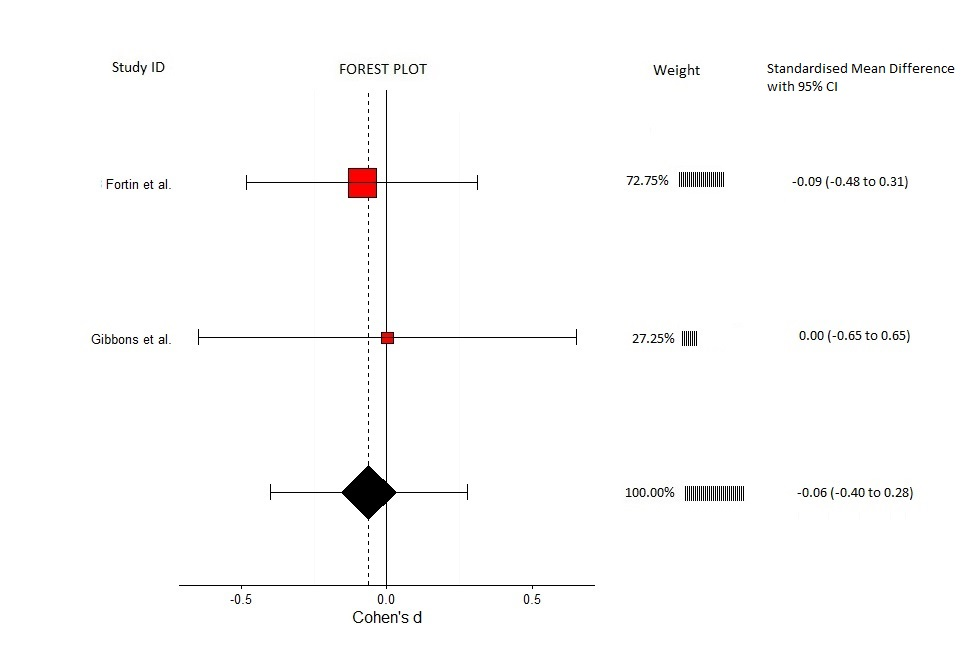 Study ID
FOREST PLOT
Weight
Standardised Mean Difference
with 95% CI
Fortin et al.
72.75%
-0.09 (-0.48 to 0.31)
Gibbons et al.
27.25%
0.00 (-0.65 to 0.65)
100.00%
-0.06 (-0.40 to 0.28)
-0.5 0.0 0.5
Cohen's d